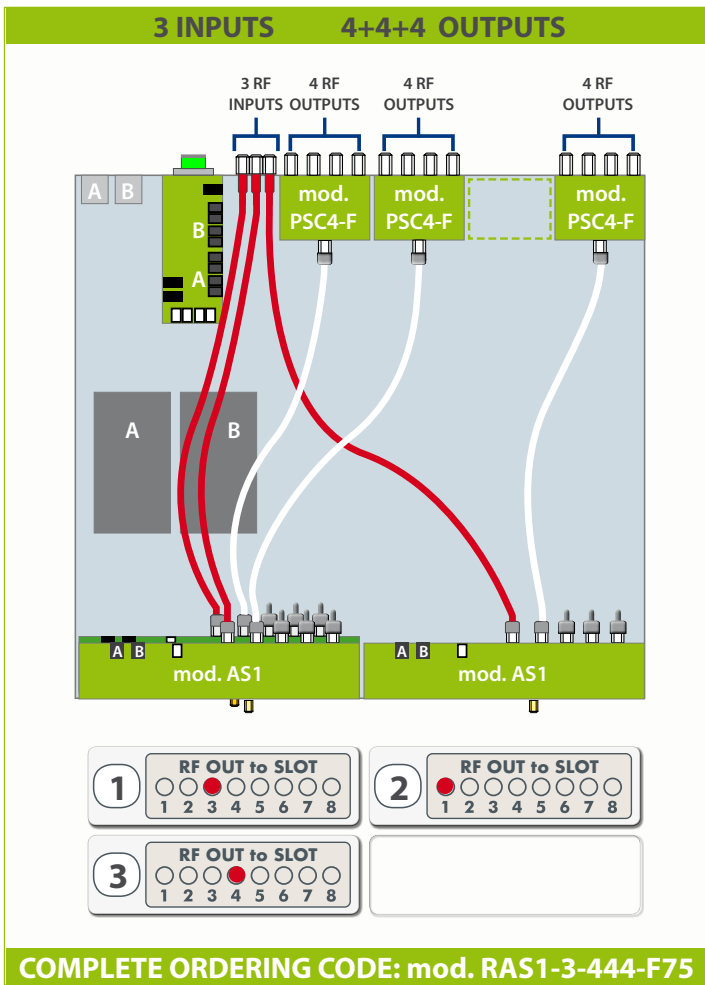 3 INPUTS 4+4+4 OUTPUTS
3 RF INPUTS
4 RF OUTPUTS
4 RF OUTPUTS
4 RF OUTPUTS
A B
mod. PSC4-F
mod. PSC4-F
mod. PSC4-F
B
A
A
B
A B
mod. AS1
A B
mod. AS1
1
RF OUT to SLOT
1 2 3 4 5 6 7 8
2
RF OUT to SLOT
1 2 3 4 5 6 7 8
3
RF OUT to SLOT
1 2 3 4 5 6 7 8
COMPLETE ORDERING CODE: mod. RAS1-3-444-F75